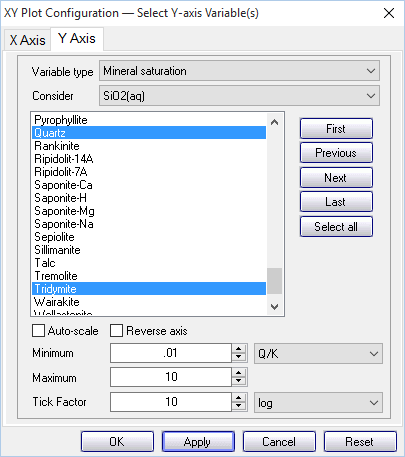 XY Plot Configuration — Select Y-axis Variable(s)
X Axis Y Axis
Variable type Mineral saturation
Consider SiO2(aq)
Pyrophyllite
Quartz
Rankinite
Ripidolit-14A
Ripidolit-7A
Saponite-Ca
Saponite-H
Saponite-Mg
Saponite-Na
Sepiolite
Sillimanite
Talc
Tremolite
Tridymite
Wairakite
Wollastonite
First
Previous
Next
Last
Select all
Auto-scale Reverse axis
Minimum .01 Q/K
Maximum 10
Tick Factor 10 log
OK Apply Cancel Reset